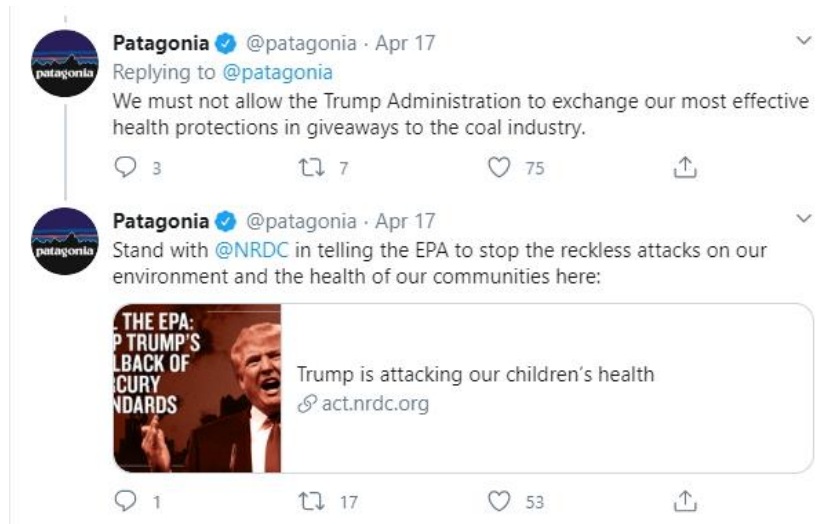 Patagonia @patagonia · Apr 17
patagonia
Replying to @patagonia
We must not allow the Trump Administration to exchange our most effective
health protections in giveaways to the coal industry.
3 7 75
Patagonia @patagonia · Apr 17
patagonia
Stand with @NRDC in telling the EPA to stop the reckless attacks on our
environment and the health of our communities here:
THE EPA:
P TRUMP'S
LBACK OF
CURY
NDARDS
Trump is attacking our children's health
act.nrdc.org
1 17 53